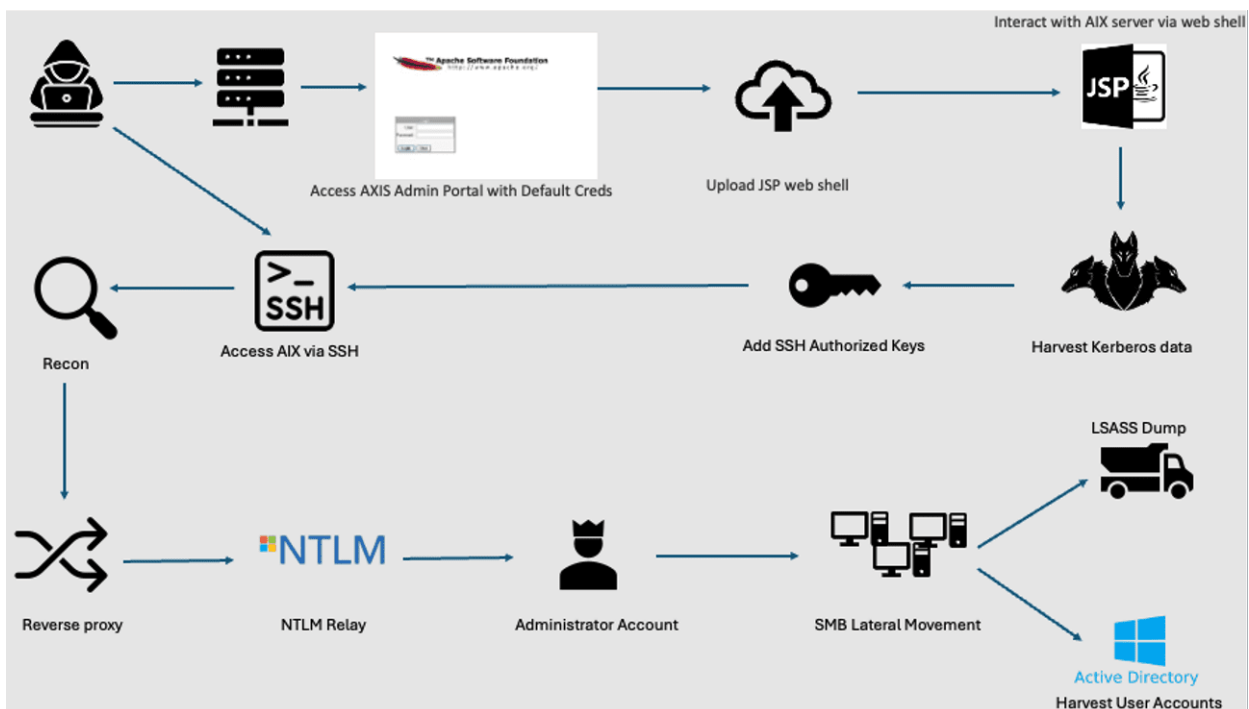 Interact with AIX server via web shell
™ Apache Software Foundation
http://www.apache.org/
JSP
Access AXIS Admin Portal with Default Creds
Upload JSP web shell
>_
SSH
Recon
Access AIX via SSH
Add SSH Authorized Keys
Harvest Kerberos data
LSASS Dump
NTLM
Reverse proxy
NTLM Relay
Administrator Account
SMB Lateral Movement
Active Directory
Harvest User Accounts